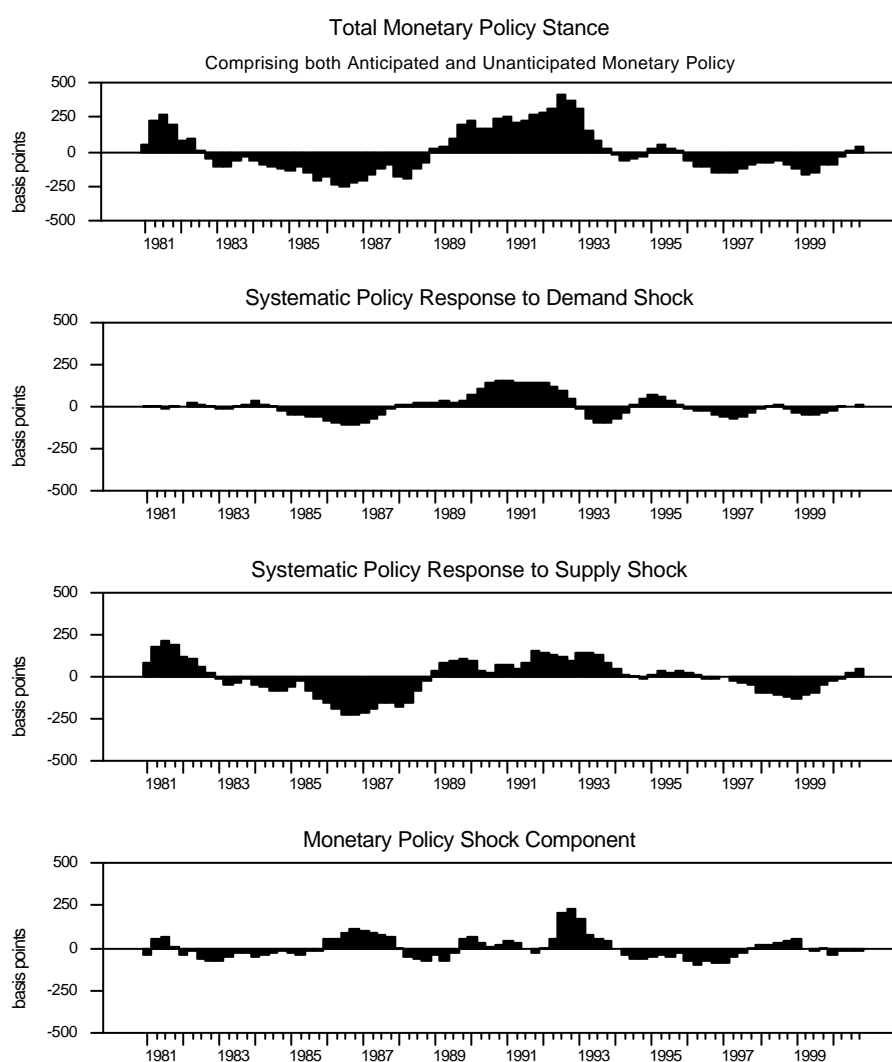 Total Monetary Policy Stance
Comprising both Anticipated and Unanticipated Monetary Policy
500
250
0
-250
-500
basis points
1981 1983 1985 1987 1989 1991 1993 1995 1997 1999
Systematic Policy Response to Demand Shock
500
250
0
-250
-500
basis points
1981 1983 1985 1987 1989 1991 1993 1995 1997 1999
Systematic Policy Response to Supply Shock
500
250
0
-250
-500
basis points
1981 1983 1985 1987 1989 1991 1993 1995 1997 1999
Monetary Policy Shock Component
500
250
0
-250
-500
basis points
1981 1983 1985 1987 1989 1991 1993 1995 1997 1999